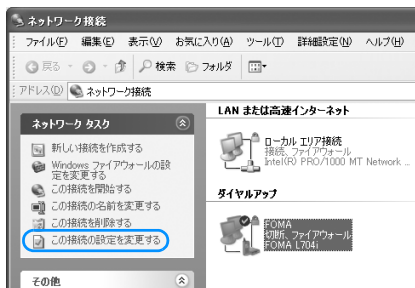 ネットワーク接続
ファイル(F) 編集(E) 表示(V) お気に入り(A) ツール(T) 詳細設定(N) ヘルプ(H)
戻る 検索 フォルダ
アドレス(D) ネットワーク接続
ネットワーク タスク
新しい接続を作成する
Windows ファイアウォールの設
定を変更する
この接続を開始する
この接続の名前を変更する
この接続を削除する
この接続の設定を変更する
その他
LAN または高速インターネット
ローカル エリア接続
接続、ファイアウォール
Intel(R) PRO/1000 MT Network ...
ダイヤルアップ
FOMA
切断、ファイアウォール
FOMA L704i